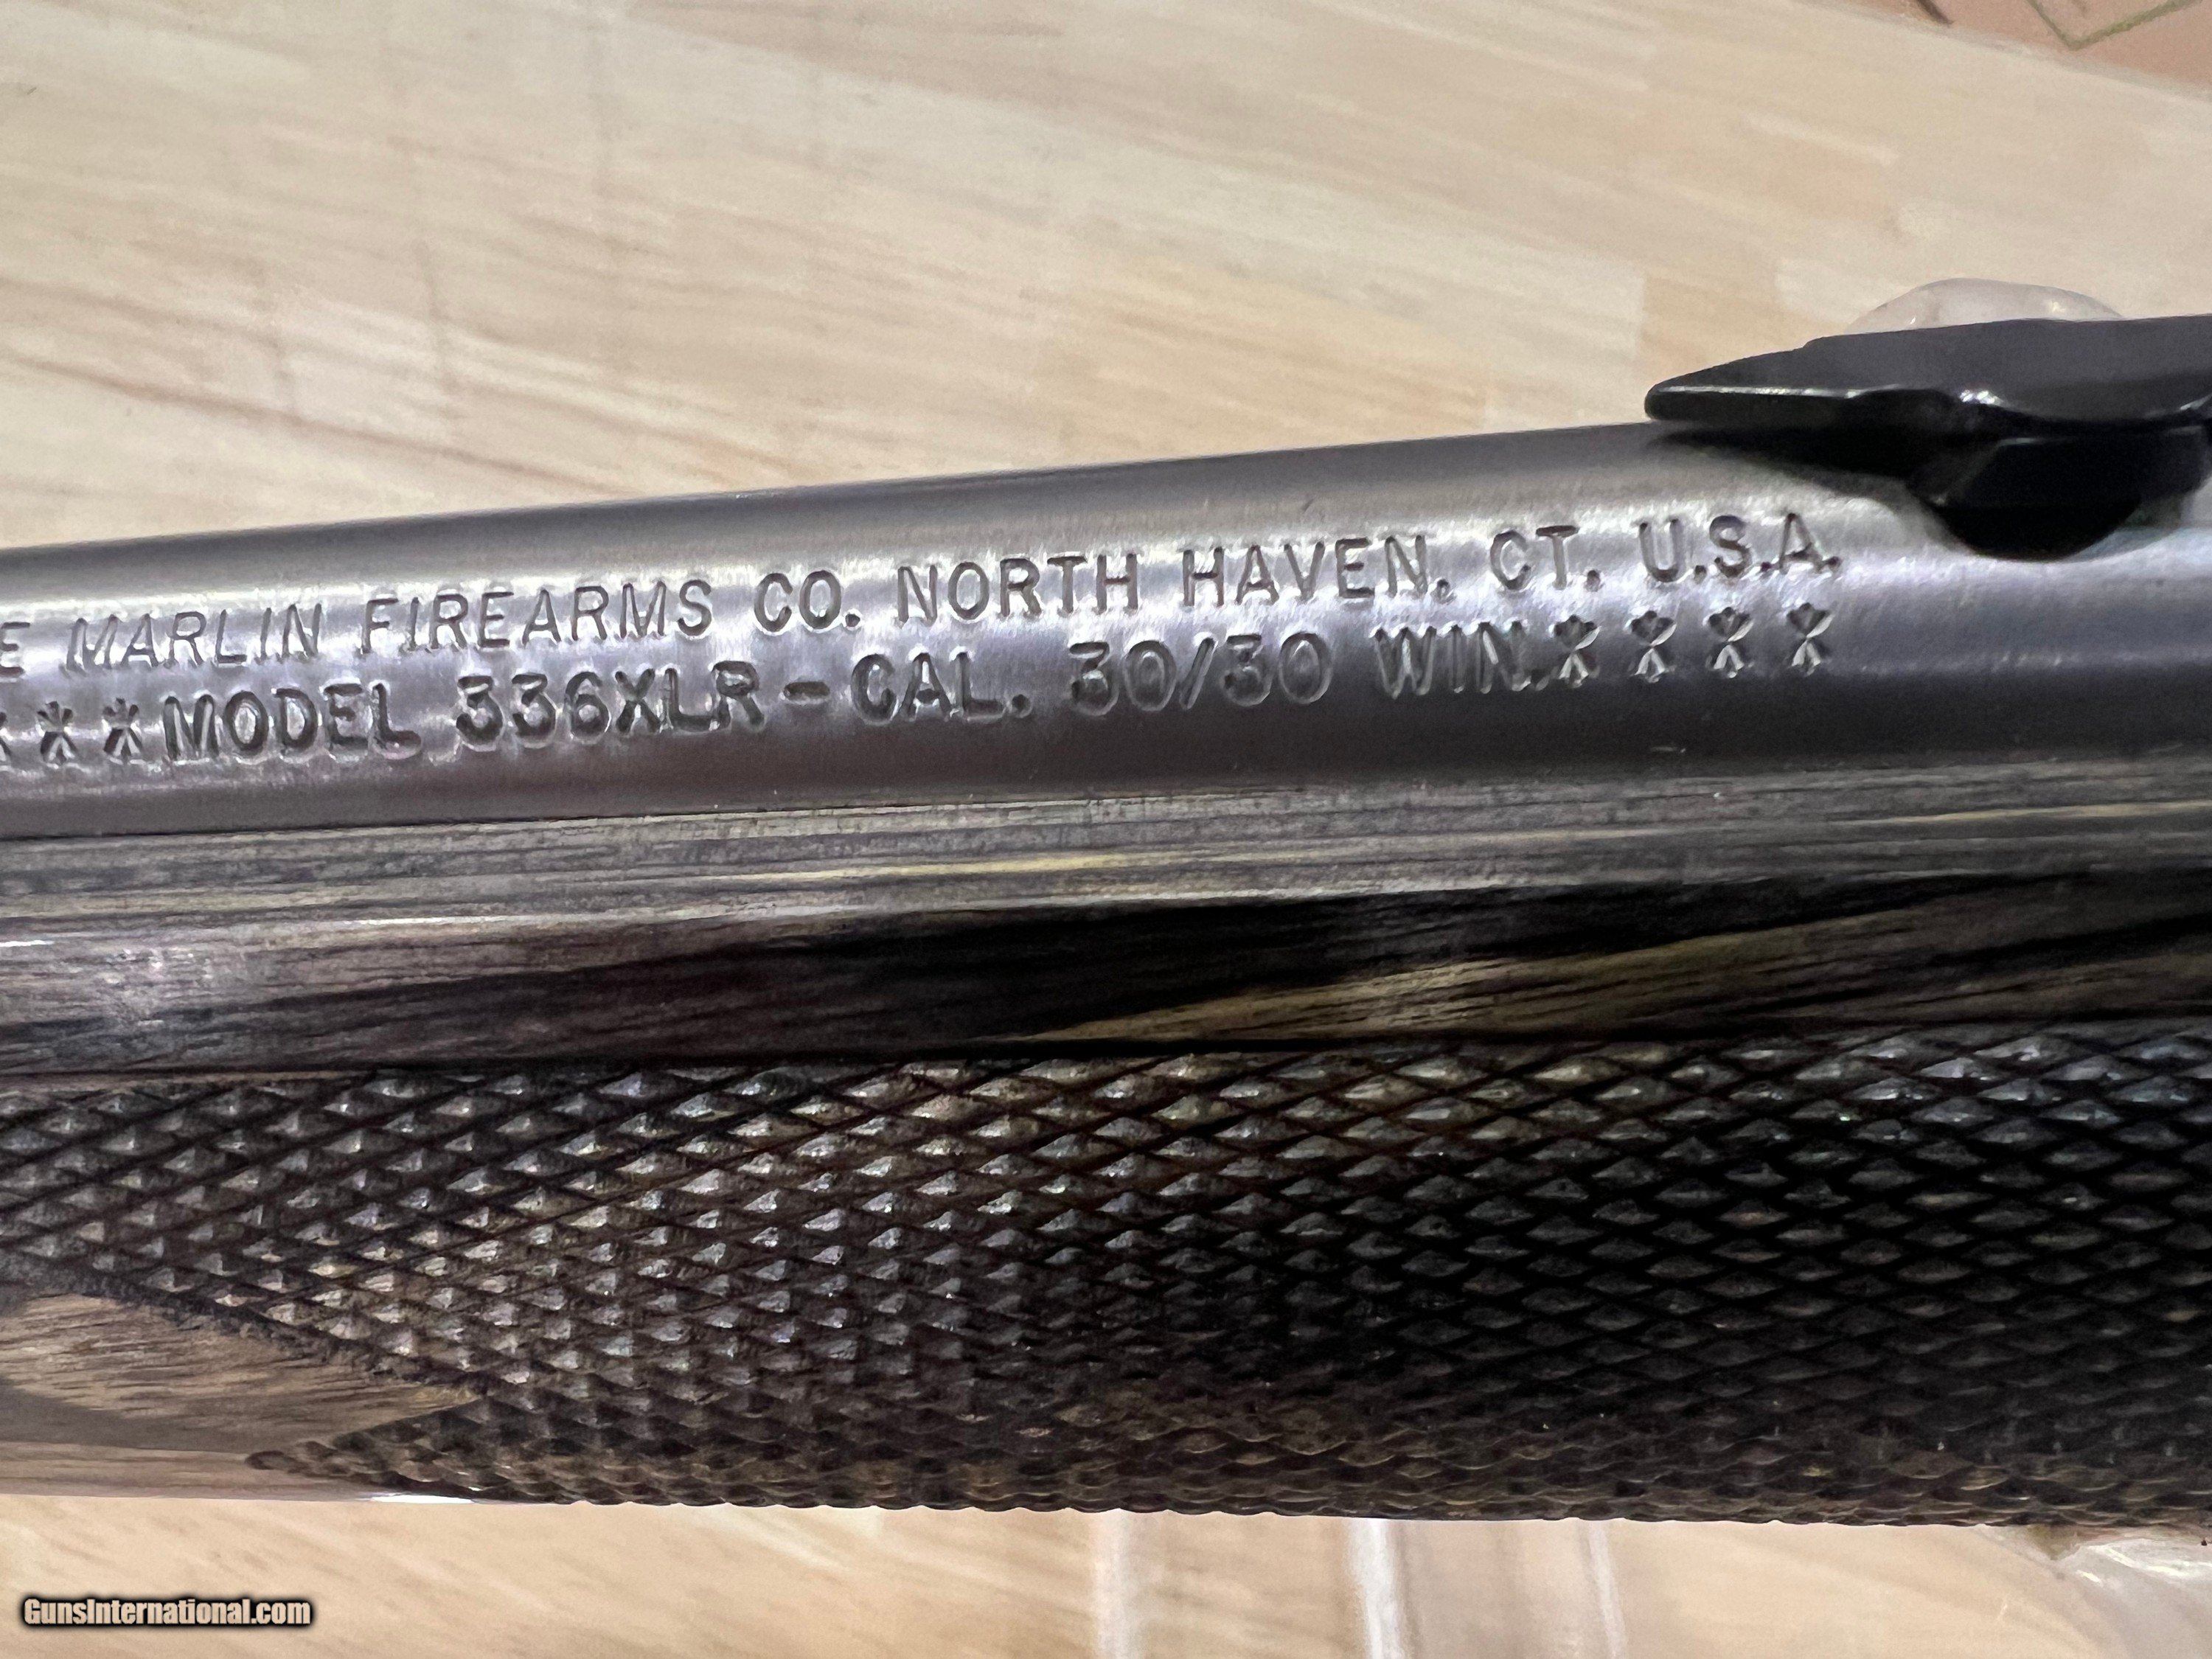 E MARLIN FIREARMS CO. NORTH HAVEN, CT. U.S.A.
***MODEL 336XLR-CAL. 30/30 WIN.****
GunsInternational.com